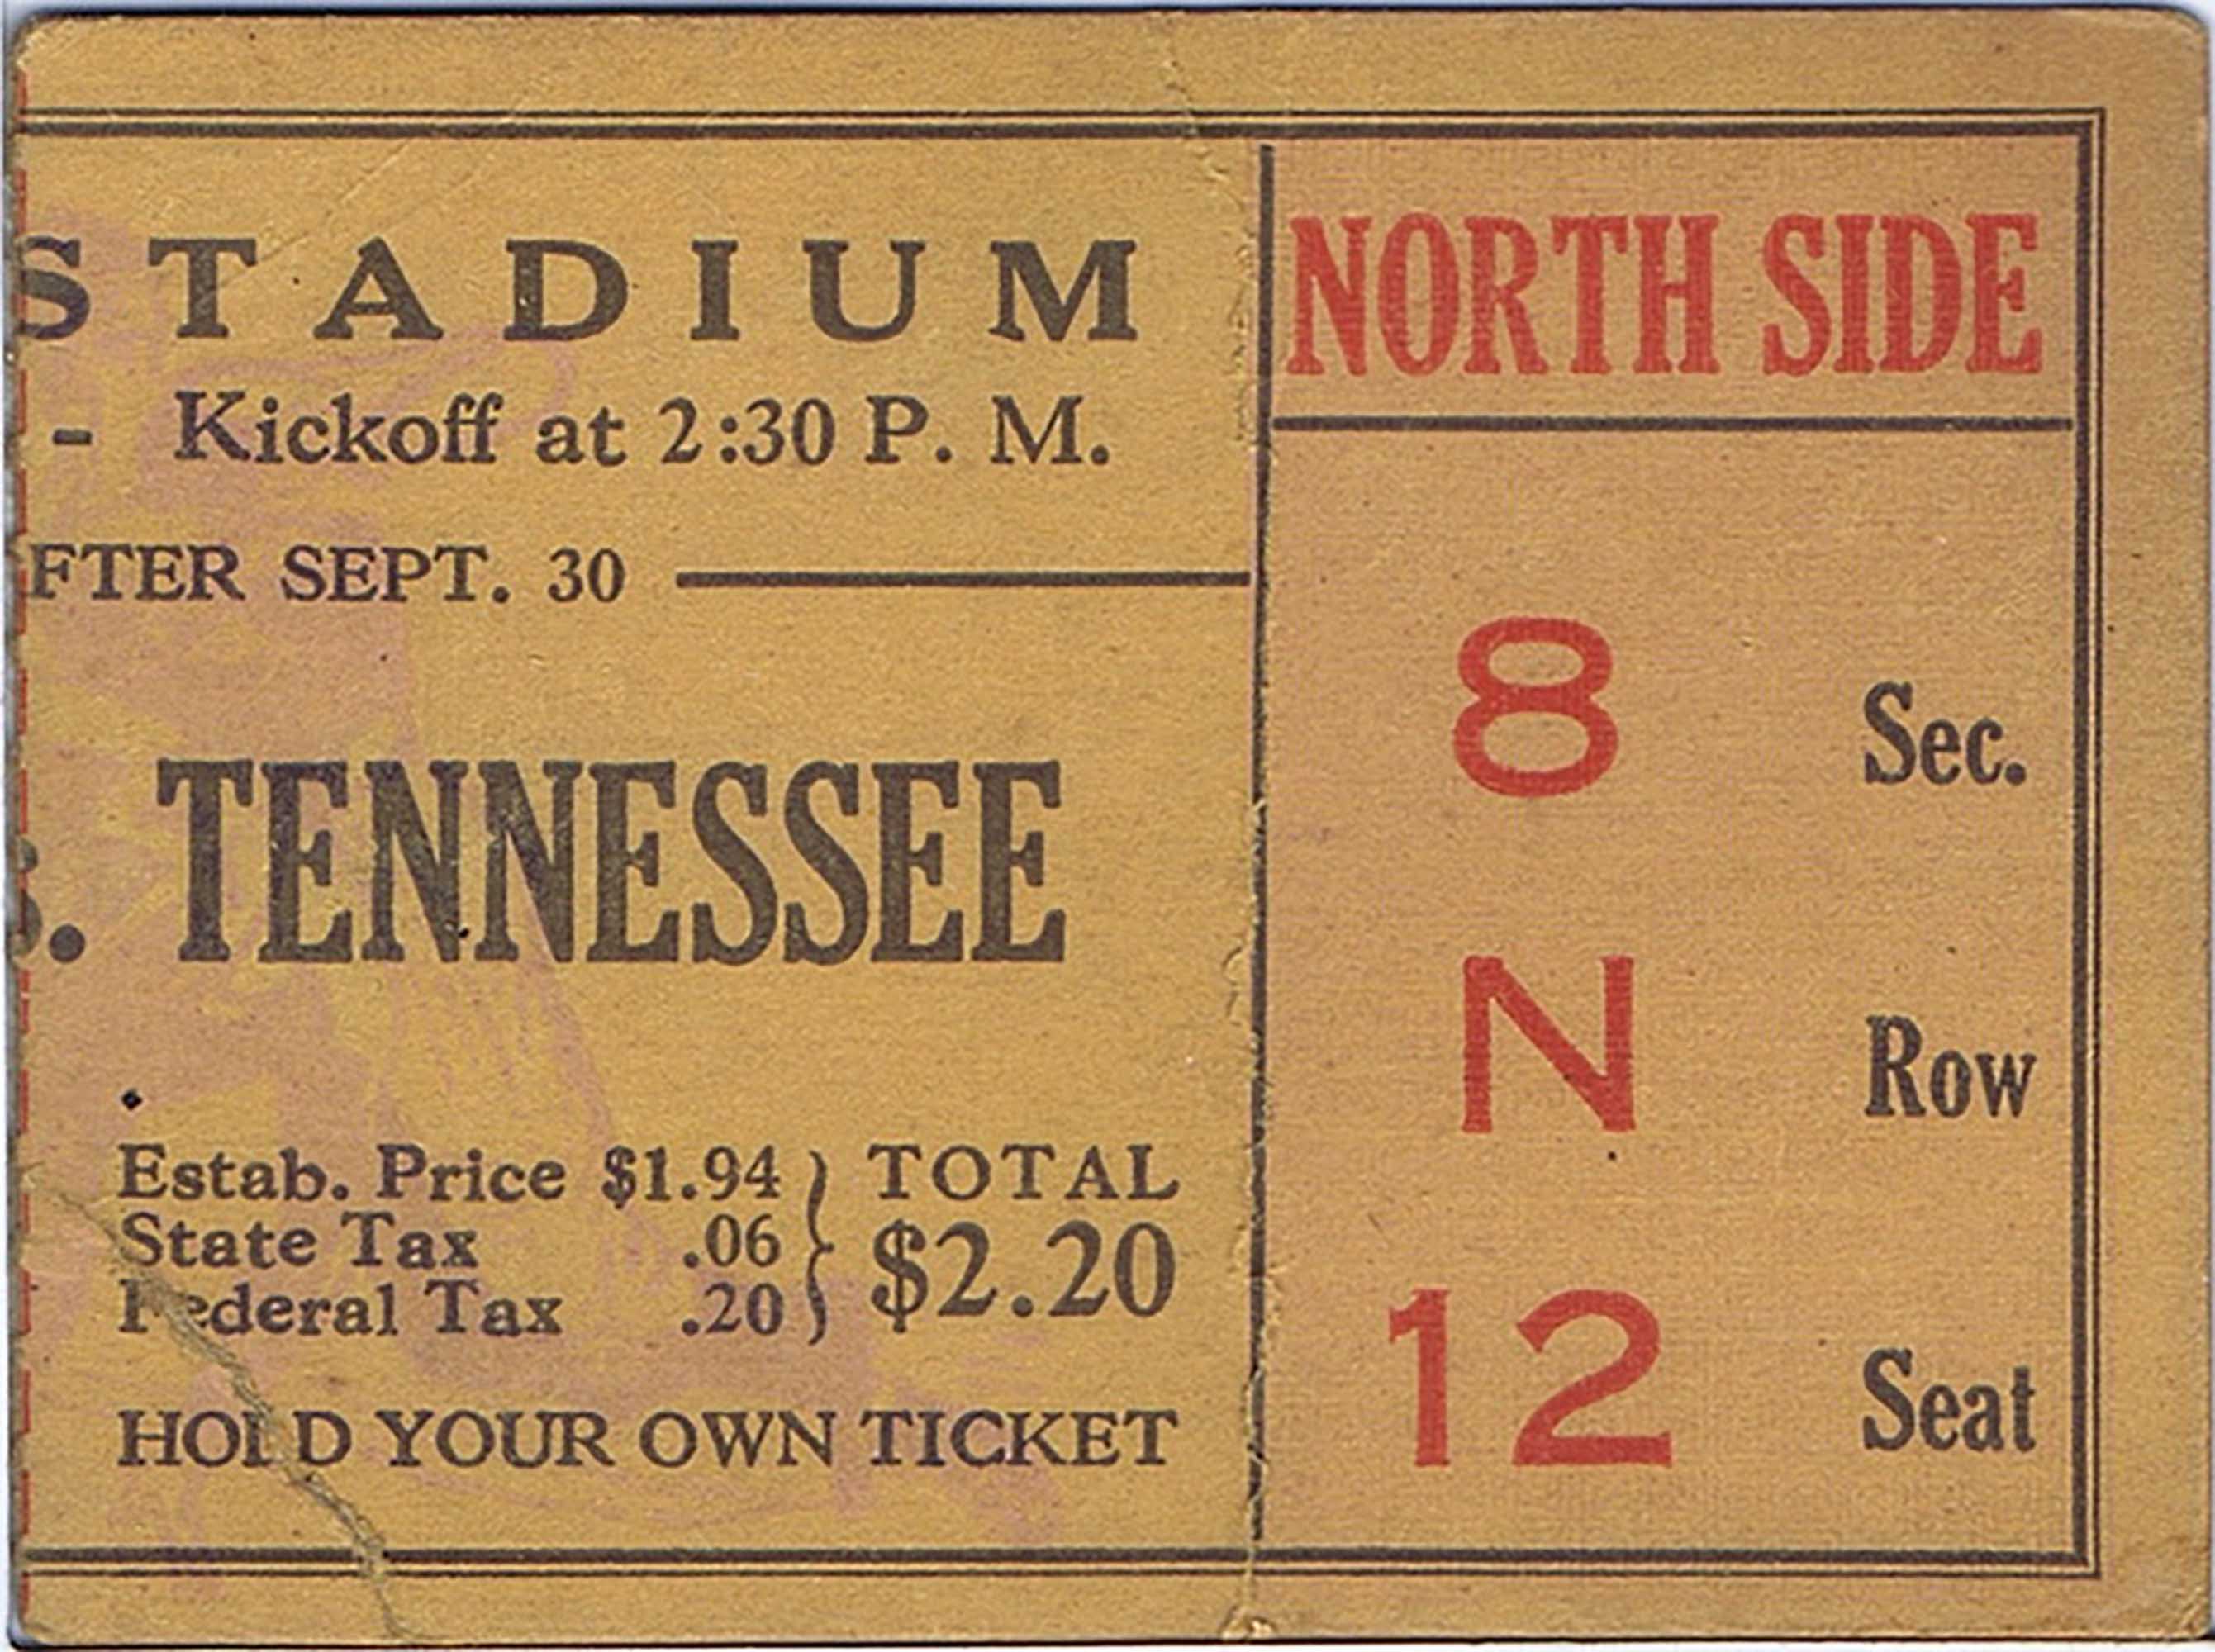 STADIUM
- Kickoff at 2:30 P. M.
FTER SEPT. 30
. TENNESSEE
Estab. Price $1.94
State Tax .06
Federal Tax .20
TOTAL
$2.20
HOLD YOUR OWN TICKET
NORTH SIDE
8 Sec.
N Row
12 Seat